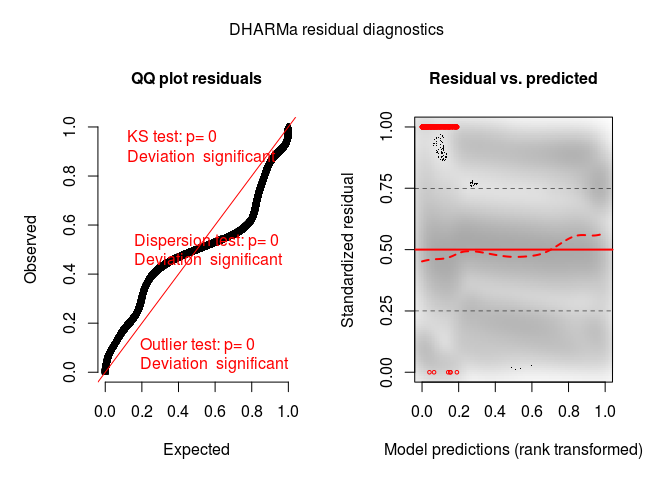 DHARMa residual diagnostics
QQ plot residuals
KS test: p= 0
Deviation  significant
Dispersion test: p= 0
Deviation  significant
Outlier test: p= 0
Deviation  significant
Observed
0.0
0.2
0.4
0.6
0.8
1.0
0.0 0.2 0.4 0.6 0.8 1.0
Expected
Residual vs. predicted
Standardized residual
0.00
0.25
0.50
0.75
1.00
0.0 0.2 0.4 0.6 0.8 1.0
Model predictions (rank transformed)